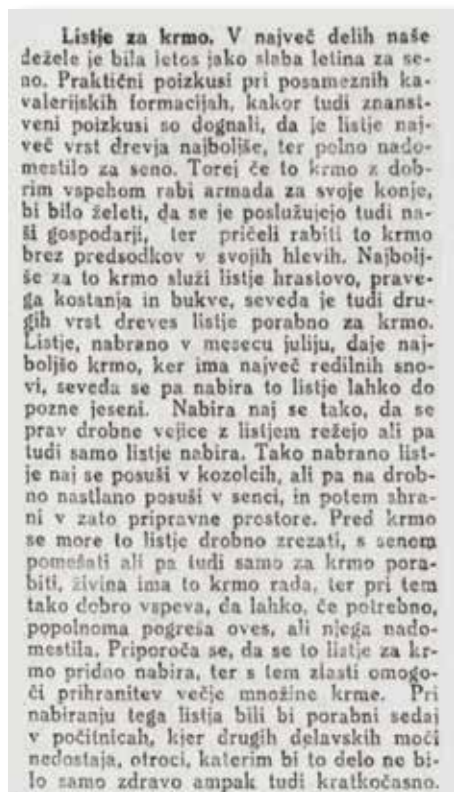 Listje za krmo. V največ delih naše
dežele je bila letos jako slaba letina za se-
no. Praktični poizkusi pri posameznih ka-
valerijskih formacijah, kakor tudi znanst-
veni poizkusi so dognali, da je listje naj-
več vrst drevja najboljše, ter polno nado-
mestilo za seno. Torej če to krmo z dob-
rim vspehom rabi armada za svoje konje,
bi bilo želeti, da se je poslužujejo tudi na-
ši gospodarji, ter pričeli rabiti to krmo
brez predsodkov v svojih hlevih. Najbolj-
še za to krmo služi listje hrastovo, prave-
ga kostanja in bukve, seveda je tudi dru-
gih vrst dreves listje porabno za krmo.
Listje, nabrano v mesecu juliju, daje naj-
boljšo krmo, ker ima največ redilnih sno-
vi, seveda se pa nabira to listje lahko do
pozne jeseni. Nabira naj se tako, da se
prav drobne vejice z listjem režejo ali pa
tudi samo listje nabira. Tako nabrano list-
je naj se posuši v kozolcih, ali pa na drob-
no nastlano posuši v senci, in potem shra-
ni v zato pripravne prostore. Pred krmo
se more to listje drobno zrezati, s senom
pomešati ali pa tudi samo za krmo pora-
biti, živina ima to krmo rada, ter pri tem
tako dobro vspeva, da lahko, če potrebno,
popolnoma pogreša oves, ali njega nado-
mestila. Priporoča se, da se to listje za kr-
mo pridno nabira, ter s tem zlasti omogo-
či prihranitev večje množine krme. Pri
nabiranju tega listja bili bi porabni sedaj
v počitnicah, kjer drugih delavskih moči
nedostaja, otroci, katerim bi to delo ne bi-
lo samo zdravo ampak tudi kratkočasno.